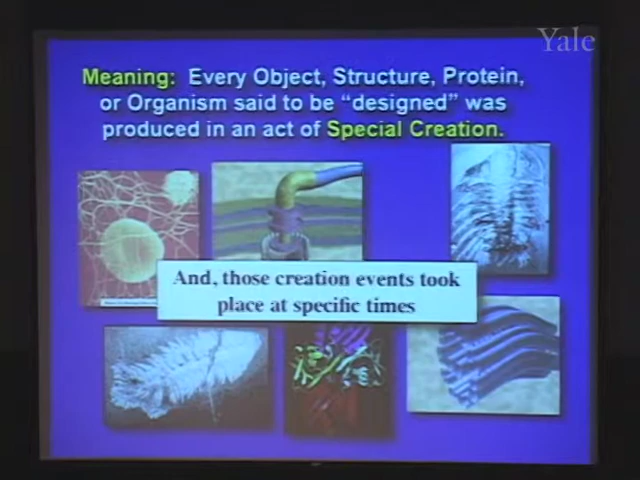 Yale
Meaning: Every Object, Structure, Protein,
or Organism said to be “designed” was
produced in an act of Special Creation.
And, those creation events took
place at specific times